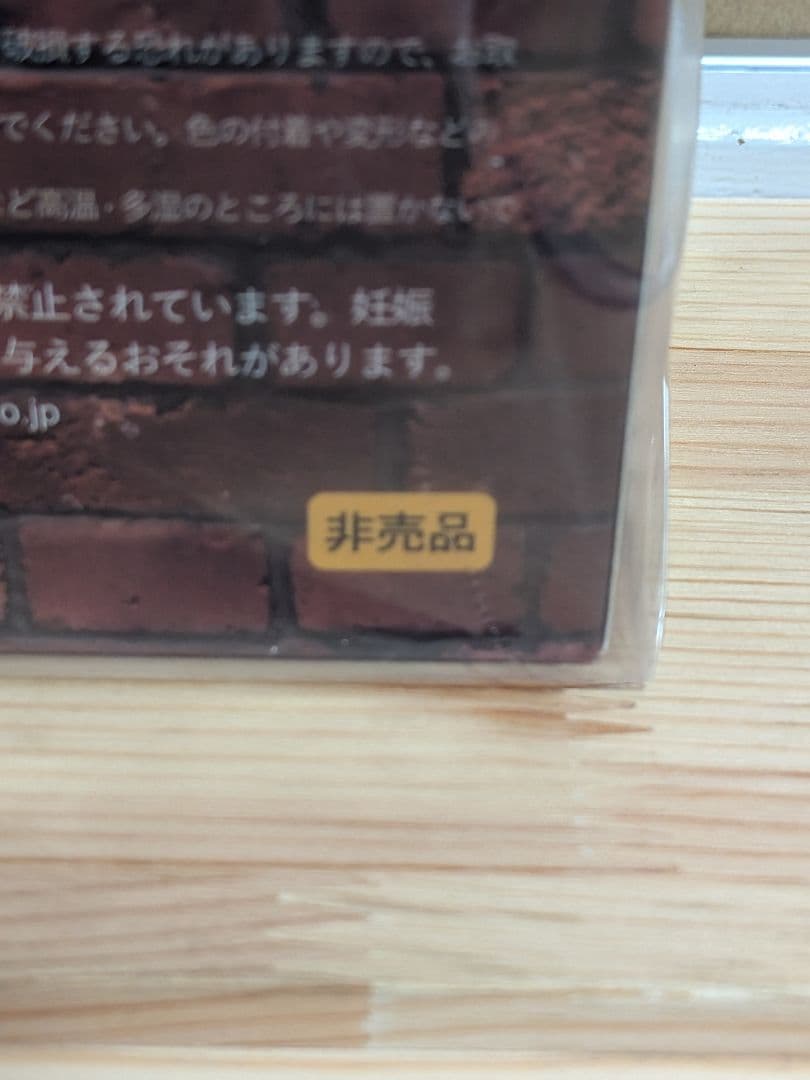 破損する恐れがありますので、お取
でください。色の付着や変形などの
ど高温・多湿のところには置かないで
禁止されています。妊娠
与えるおそれがあります。
o.jp
非売品